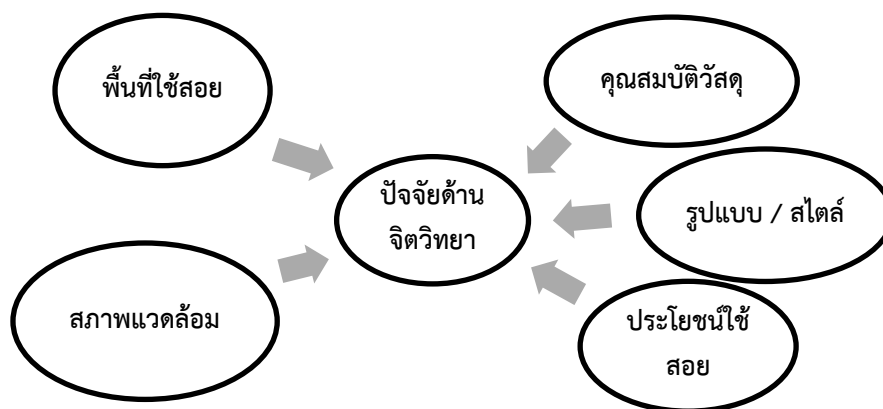 พื้นที่ใช้สอย
คุณสมบัติวัสดุ
ปัจจัยด้าน
จิตวิทยา
รูปแบบ / สไตล์
สภาพแวดล้อม
ประโยชน์ใช้
สอย